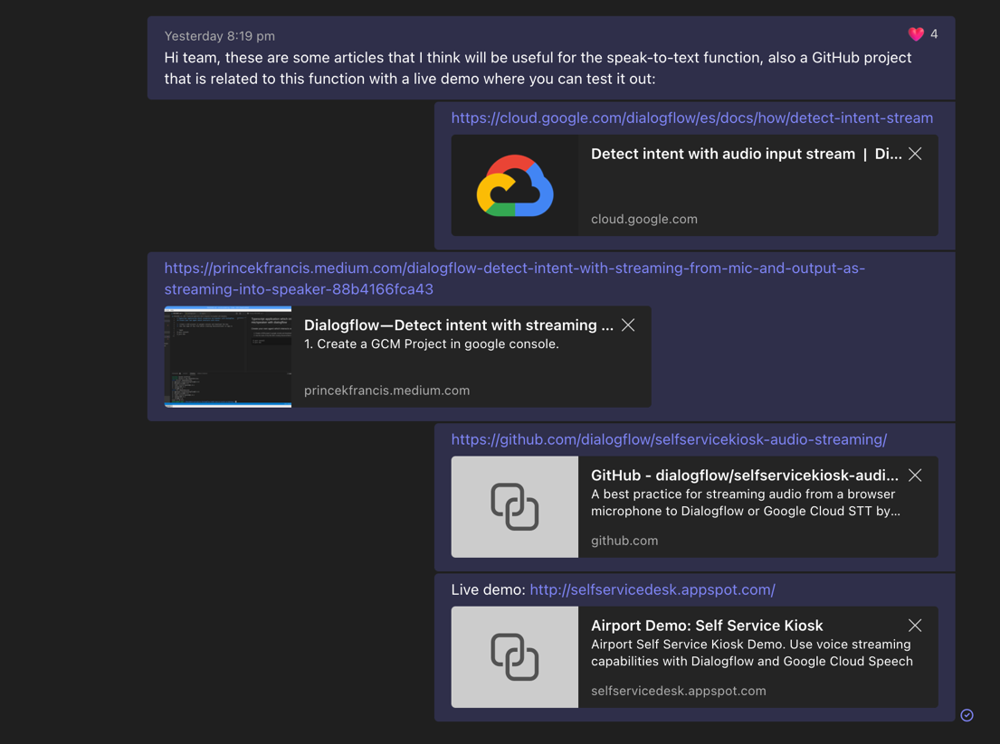 Yesterday 8:19 pm
4
Hi team, these are some articles that I think will be useful for the speak-to-text function, also a GitHub project
that is related to this function with a live demo where you can test it out:
https://cloud.google.com/dialogflow/es/docs/how/detect-intent-stream
Detect intent with audio input stream | Di...
cloud.google.com
https://princekfrancis.medium.com/dialogflow-detect-intent-with-streaming-from-mic-and-output-as-
streaming-into-speaker-88b4166fca43
Dialogflow—Detect intent with streaming ...
1. Create a GCM Project in google console.
princekfrancis.medium.com
https://github.com/dialogflow/selfservicekiosk-audio-streaming/
GitHub - dialogflow/selfservicekiosk-audi...
A best practice for streaming audio from a browser
microphone to Dialogflow or Google Cloud STT by...
github.com
Live demo: http://selfservicedesk.appspot.com/
Airport Demo: Self Service Kiosk
Airport Self Service Kiosk Demo. Use voice streaming
capabilities with Dialogflow and Google Cloud Speech
selfservicedesk.appspot.com